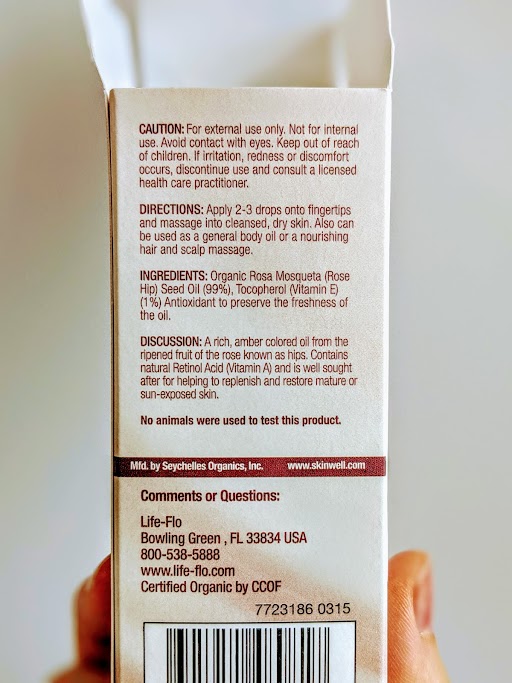 CAUTION: For external use only. Not for internal
use. Avoid contact with eyes. Keep out of reach
of children. If irritation, redness or discomfort
occurs, discontinue use and consult a licensed
health care practitioner.
DIRECTIONS: Apply 2-3 drops onto fingertips
and massage into cleansed, dry skin. Also can
be used as a general body oil or a nourishing
hair and scalp massage.
INGREDIENTS: Organic Rosa Mosqueta (Rose
Hip) Seed Oil (99%), Tocopherol (Vitamin E)
(1%) Antioxidant to preserve the freshness of
the oil.
DISCUSSION: A rich, amber colored oil from the
ripened fruit of the rose known as hips. Contains
natural Retinol Acid (Vitamin A) and is well sought
after for helping to replenish and restore mature or
sun-exposed skin.
No animals were used to test this product.
Mfd. by Seychelles Organics, Inc. www.skinwell.com
Comments or Questions:
Life-Flo
Bowling Green , FL 33834 USA
800-538-5888
www.life-flo.com
Certified Organic by CCOF
7723186 0315